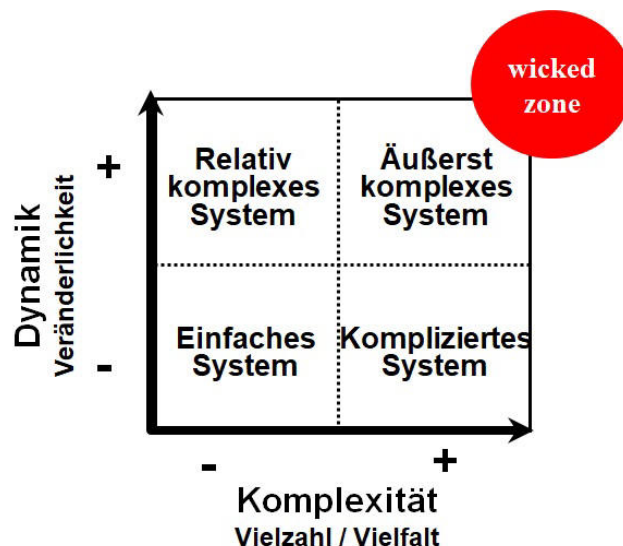 wicked
zone
Dynamik
Veränderlichkeit
+
-
Relativ
komplexes
System
Äußerst
komplexes
System
Einfaches
System
Kompliziertes
System
-
+
Komplexität
Vielzahl / Vielfalt